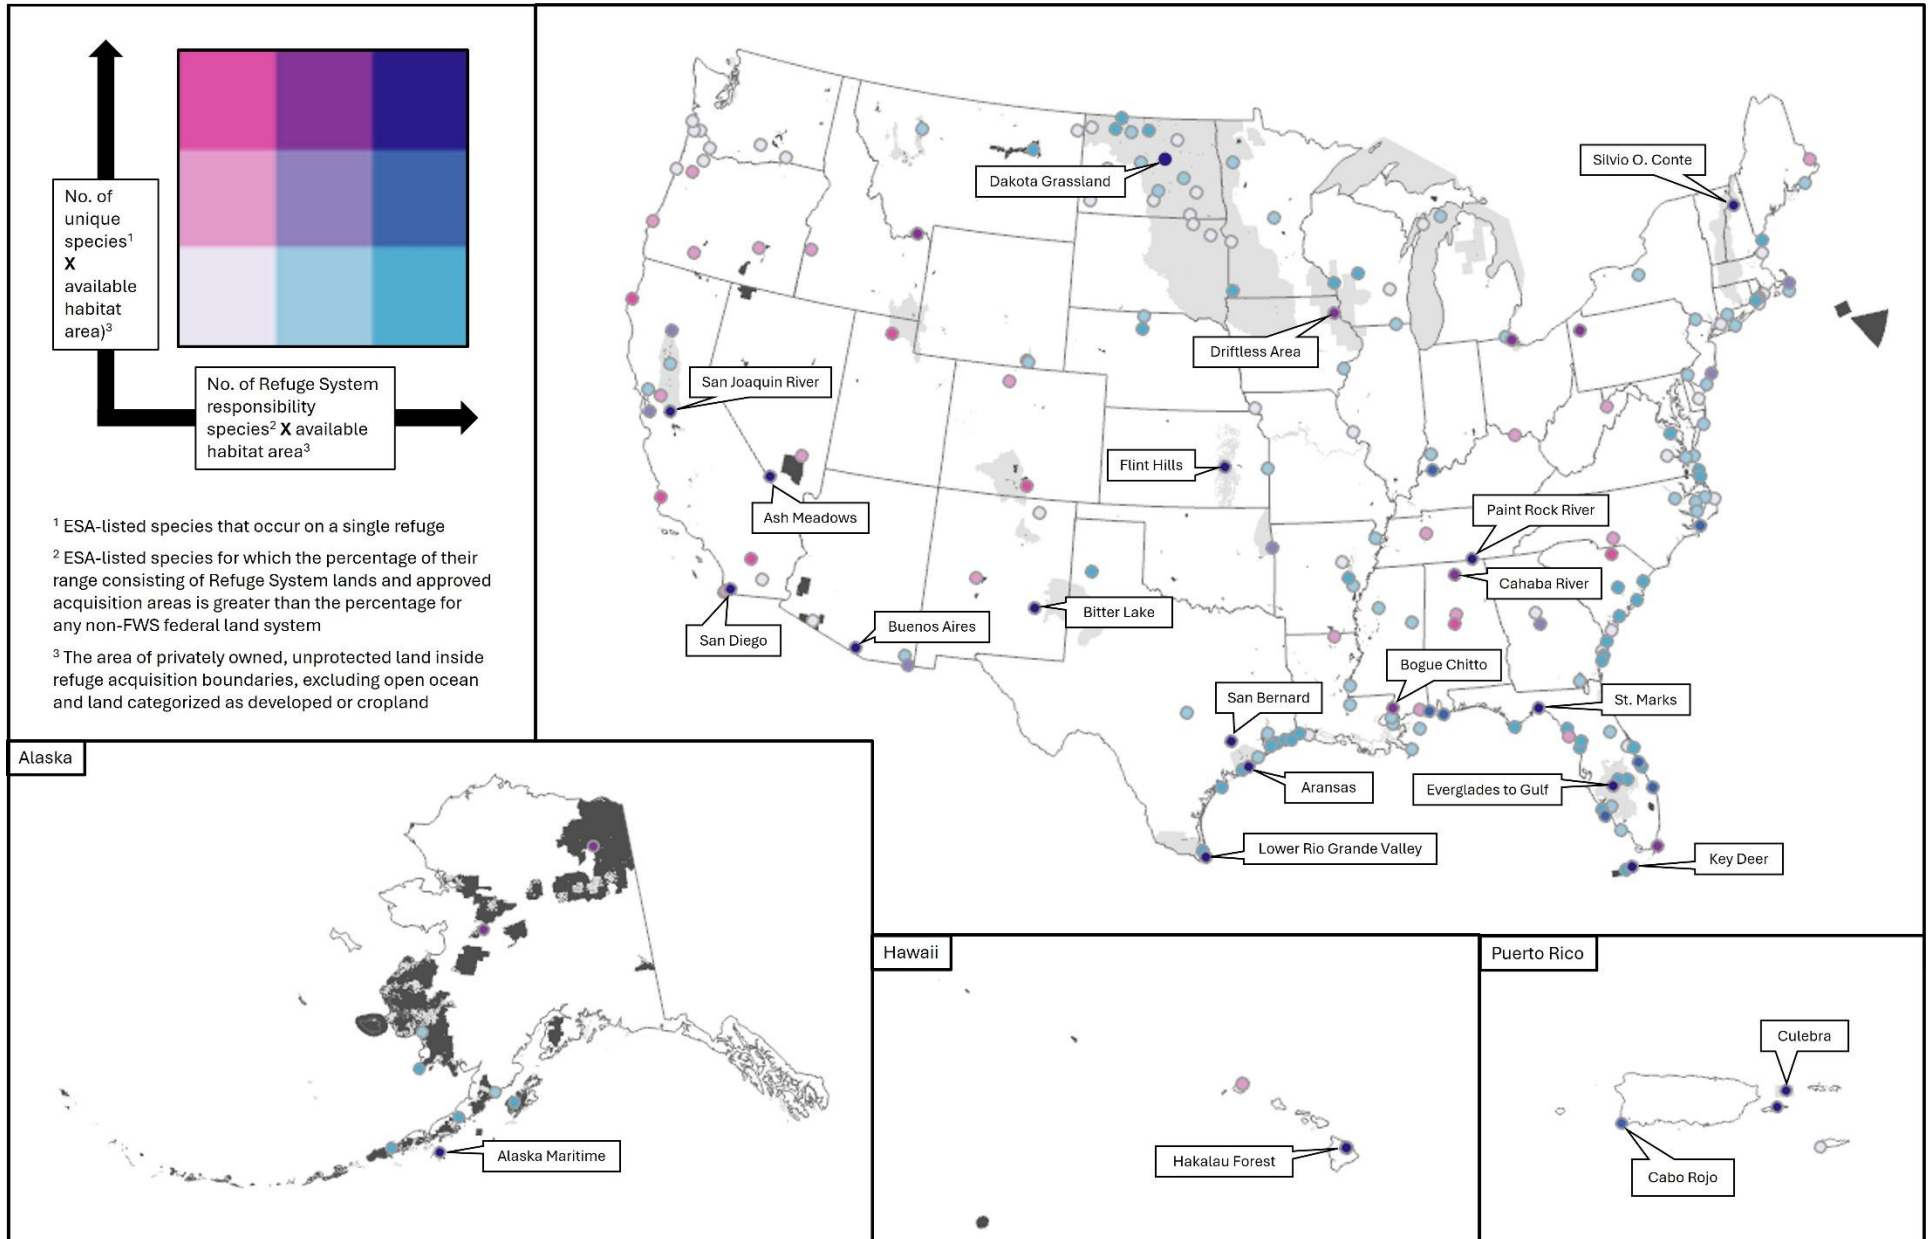 No. of
unique
species1
X
available
habitat
area)3
No. of Refuge System
responsibility
species2 X available
habitat area3
1 ESA-listed species that occur on a single refuge
2 ESA-listed species for which the percentage of their
range consisting of Refuge System lands and approved
acquisition areas is greater than the percentage for
any non-FWS federal land system
3 The area of privately owned, unprotected land inside
refuge acquisition boundaries, excluding open ocean
and land categorized as developed or cropland
Silvio O. Conte
Dakota Grassland
Driftless Area
San Joaquin River
Flint Hills
Ash Meadows
Paint Rock River
Cahaba River
Bitter Lake
San Diego
Buenos Aires
Bogue Chitto
San Bernard
St. Marks
Aransas
Everglades to Gulf
Lower Rio Grande Valley
Key Deer
Alaska
Alaska Maritime
Hawaii
Hakalau Forest
Puerto Rico
Culebra
Cabo Rojo